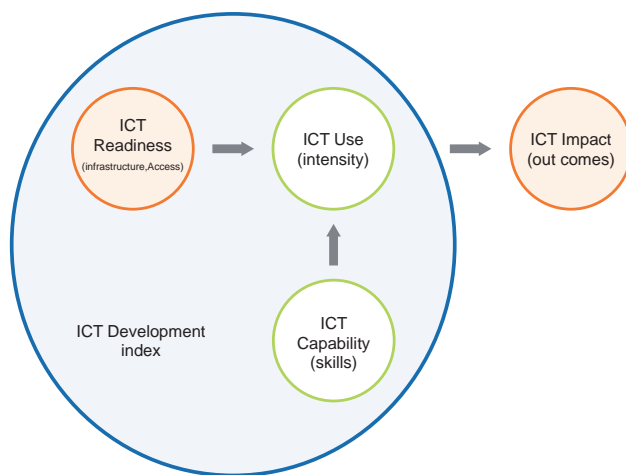 ICT
Readiness
(infrastructure,Access)
ICT Use
(intensity)
ICT Impact
(out comes)
ICT Development
index
ICT
Capability
(skills)